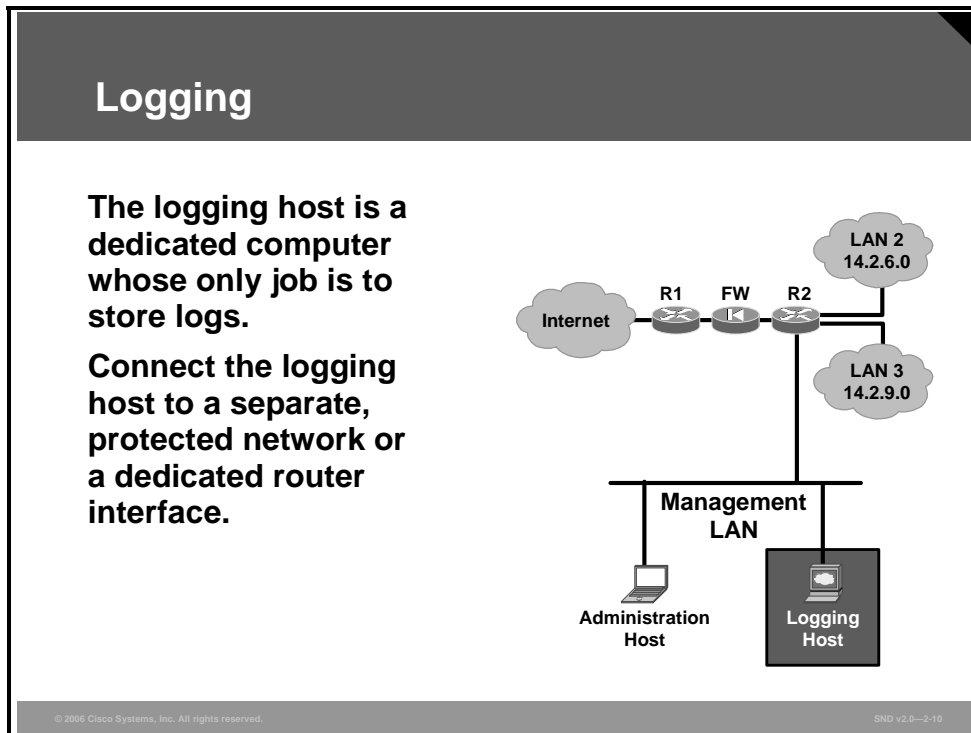 Logging
The logging host is a
dedicated computer
whose only job is to
store logs.
Connect the logging
host to a separate,
protected network or
a dedicated router
interface.
LAN 2
14.2.6.0
R1
FW
R2
Internet
LAN 3
14.2.9.0
Management
LAN
Administration
Host
Logging
Host
© 2006 Cisco Systems, Inc. All rights reserved.
SND v2.0—2-10